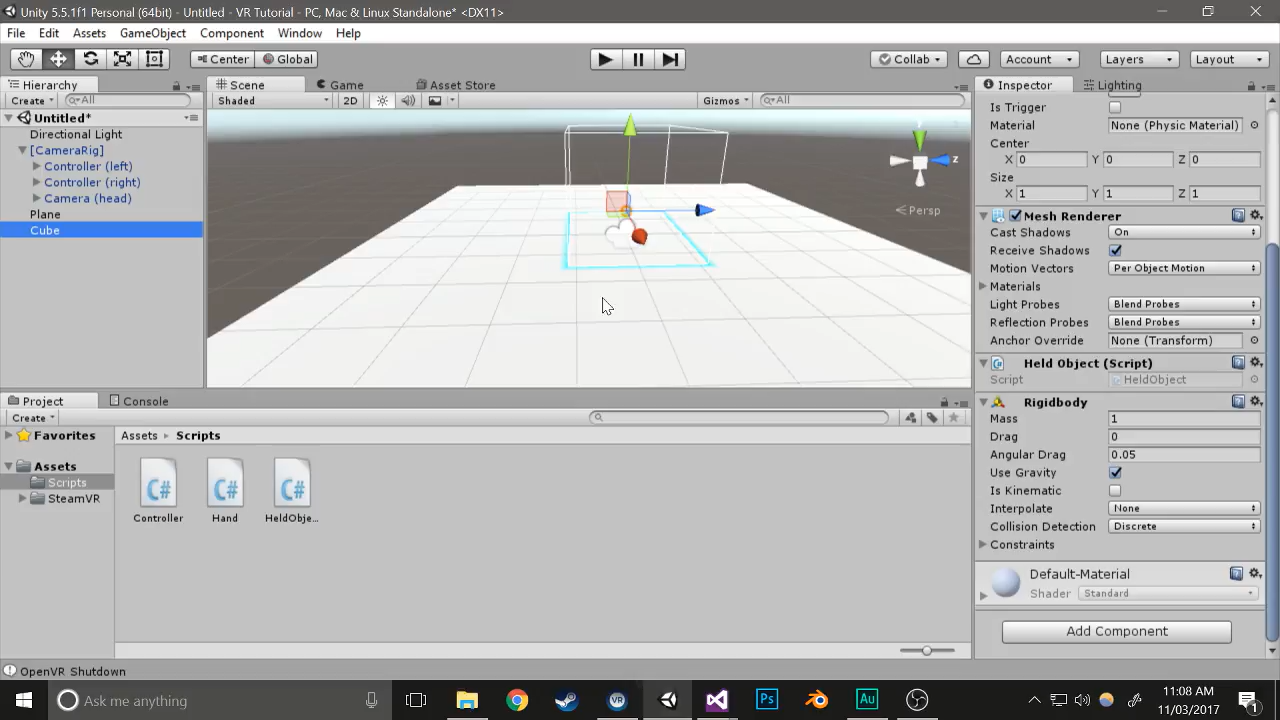 Unity 5.5.1f1 Personal (64bit) - Untitled - VR Tutorial - PC, Mac & Linux Standalone* <DX11>
File Edit Assets GameObject Component Window Help
Center Global Collab Account Layers Layout
Hierarchy
Create All
Untitled*
Directional Light
[CameraRig]
Controller (left)
Controller (right)
Camera (head)
Plane
Cube
Scene Game Asset Store
Shaded 2D Gizmos All
y
z
Persp
Inspector Lighting
Is Trigger
Material None (Physic Material)
Center
X 0 Y 0 Z 0
Size
X 1 Y 1 Z 1
Mesh Renderer
Cast Shadows On
Receive Shadows
Motion Vectors Per Object Motion
Materials
Light Probes Blend Probes
Reflection Probes Blend Probes
Anchor Override None (Transform)
Held Object (Script)
Script HeldObject
Rigidbody
Mass 1
Drag 0
Angular Drag 0.05
Use Gravity
Is Kinematic
Interpolate None
Collision Detection Discrete
Constraints
Default-Material
Shader Standard
Add Component
Project Console
Create
Favorites
Assets
Scripts
SteamVR
Assets Scripts
C# C# C#
Controller Hand HeldObje...
OpenVR Shutdown
Ask me anything
VR
Ps
Au
11:08 AM
11/03/2017
1